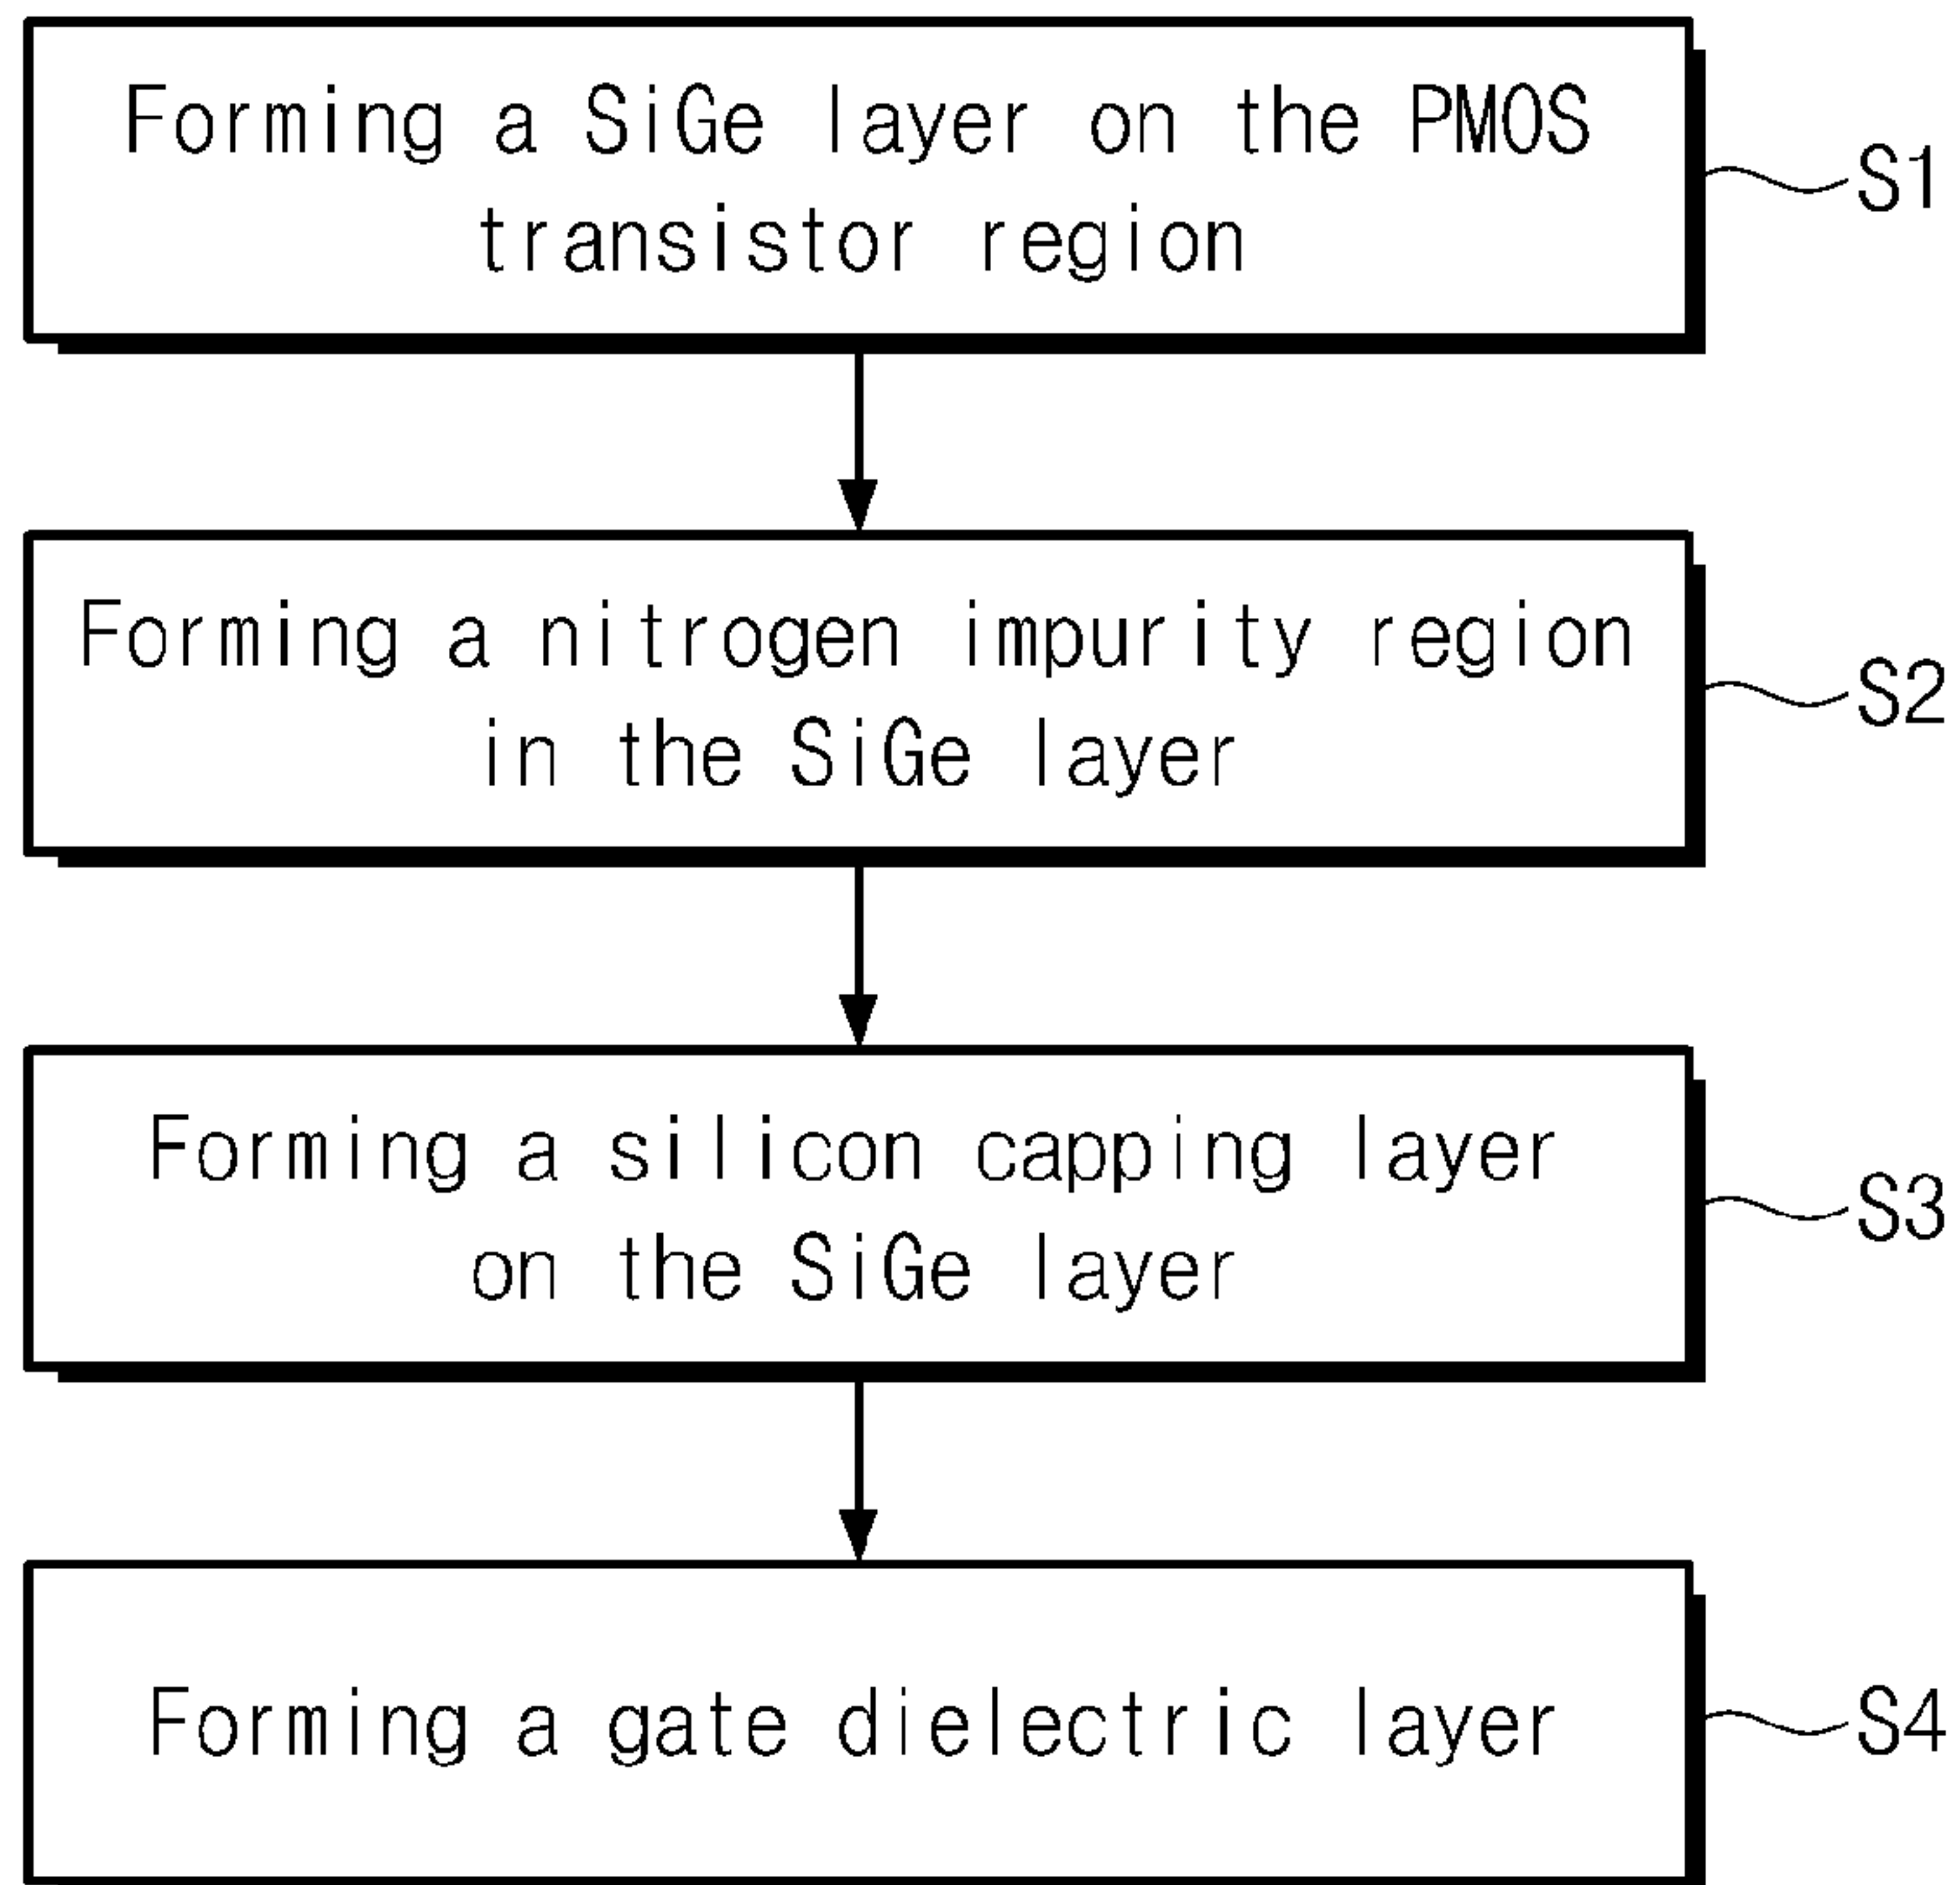 Forming a SiGe layer on the PMOS
transistor region
S1
Forming a nitrogen impurity region
in the SiGe layer
S2
Forming a silicon capping layer
on the SiGe layer
S3
Forming a gate dielectric layer
S4